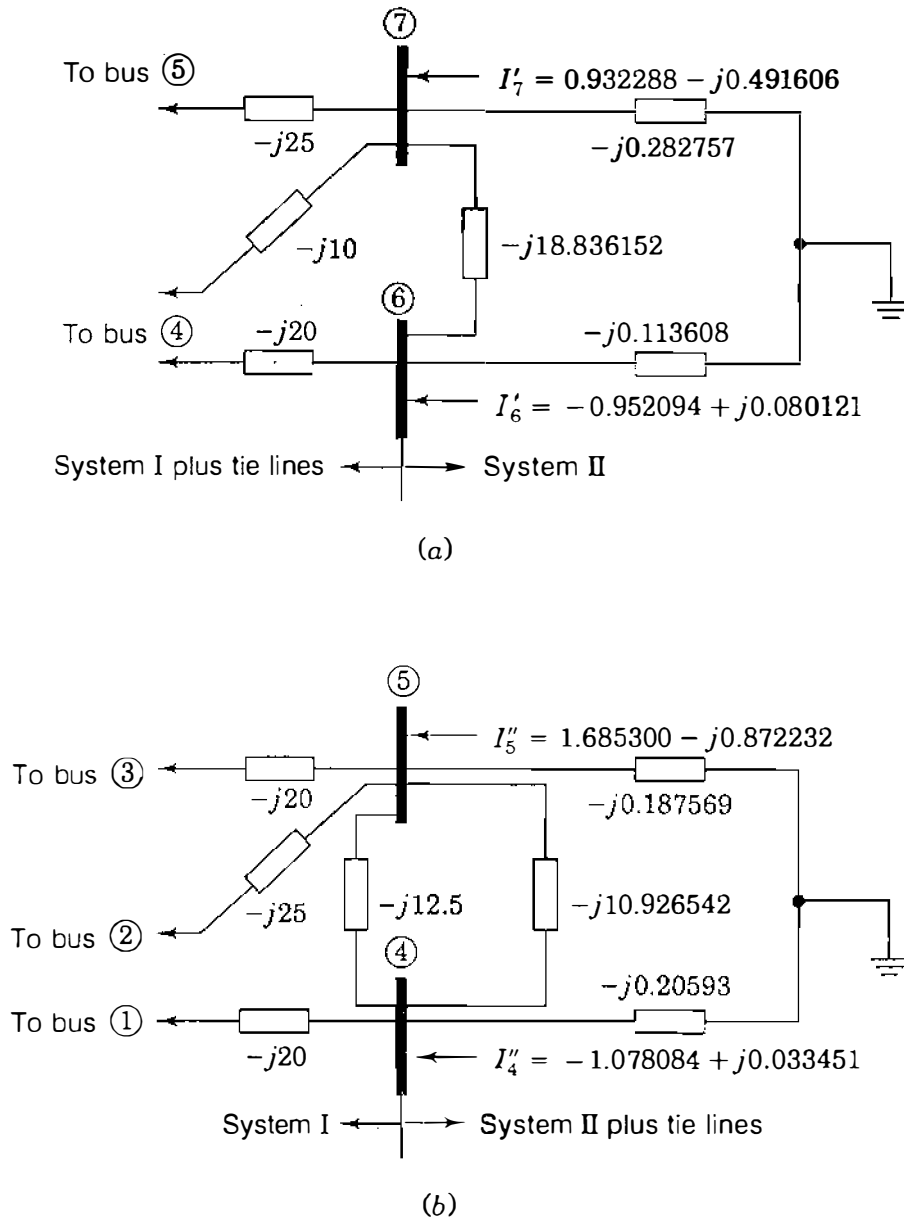 ⑦
To bus ⑤
I′₇ = 0.932288 − j0.491606
−j25
−j0.282757
−j10
−j18.836152
⑥
To bus ④
−j20
−j0.113608
I′₆ = −0.952094 + j0.080121
System I plus tie lines
System II
(a)
⑤
I″₅ = 1.685300 − j0.872232
To bus ③
−j20
−j0.187569
−j25
−j12.5
−j10.926542
To bus ②
④
−j0.20593
To bus ①
−j20
I″₄ = −1.078084 + j0.033451
System I
System II plus tie lines
(b)